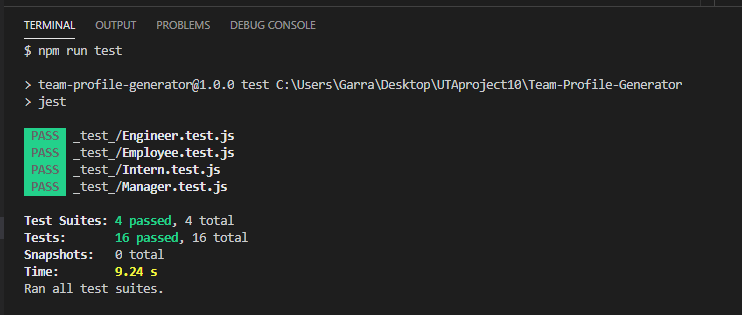 TERMINAL OUTPUT PROBLEMS DEBUG CONSOLE
$ npm run test
> team-profile-generator@1.0.0 test C:\Users\Garra\Desktop\UTAproject10\Team-Profile-Generator
> jest
PASS _test_/Engineer.test.js
PASS _test_/Employee.test.js
PASS _test_/Intern.test.js
PASS _test_/Manager.test.js
Test Suites: 4 passed, 4 total
Tests: 16 passed, 16 total
Snapshots: 0 total
Time: 9.24 s
Ran all test suites.